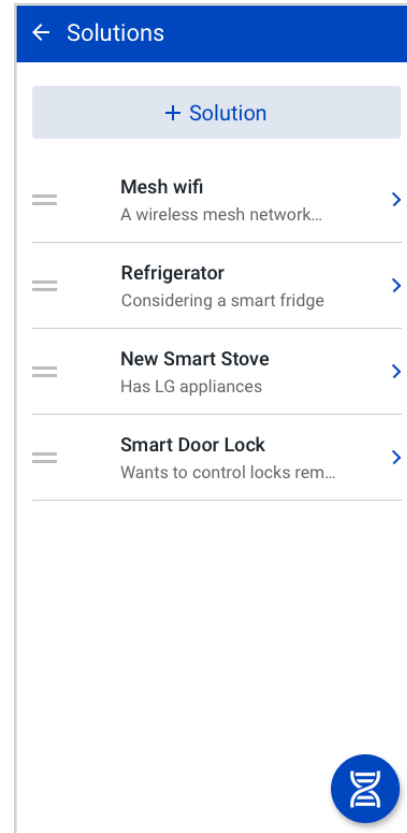 Solutions
+ Solution
Mesh wifi
A wireless mesh network...
Refrigerator
Considering a smart fridge
New Smart Stove
Has LG appliances
Smart Door Lock
Wants to control locks rem...